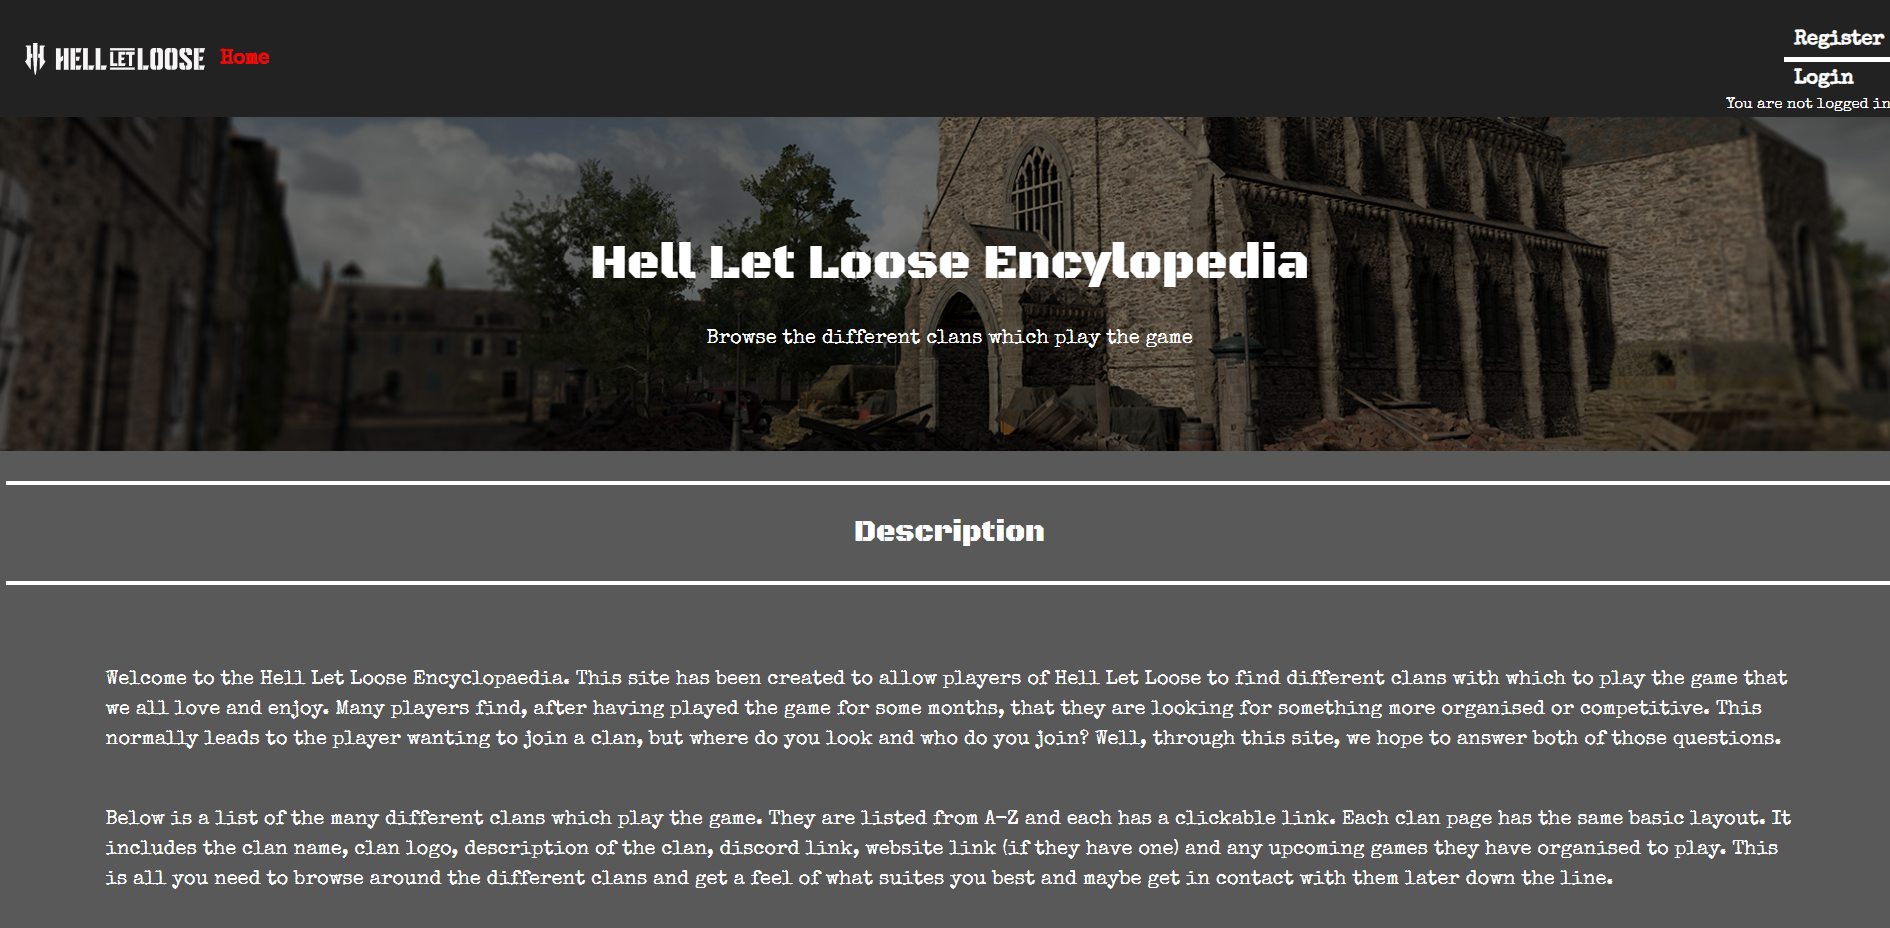 HELL LET LOOSE
Home
Register
Login
You are not logged in
Hell Let Loose Encylopedia
Browse the different clans which play the game
Description
Welcome to the Hell Let Loose Encyclopaedia. This site has been created to allow players of Hell Let Loose to find different clans with which to play the game that
we all love and enjoy. Many players find, after having played the game for some months, that they are looking for something more organised or competitive. This
normally leads to the player wanting to join a clan, but where do you look and who do you join? Well, through this site, we hope to answer both of those questions.
Below is a list of the many different clans which play the game. They are listed from A-Z and each has a clickable link. Each clan page has the same basic layout. It
includes the clan name, clan logo, description of the clan, discord link, website link (if they have one) and any upcoming games they have organised to play. This
is all you need to browse around the different clans and get a feel of what suites you best and maybe get in contact with them later down the line.